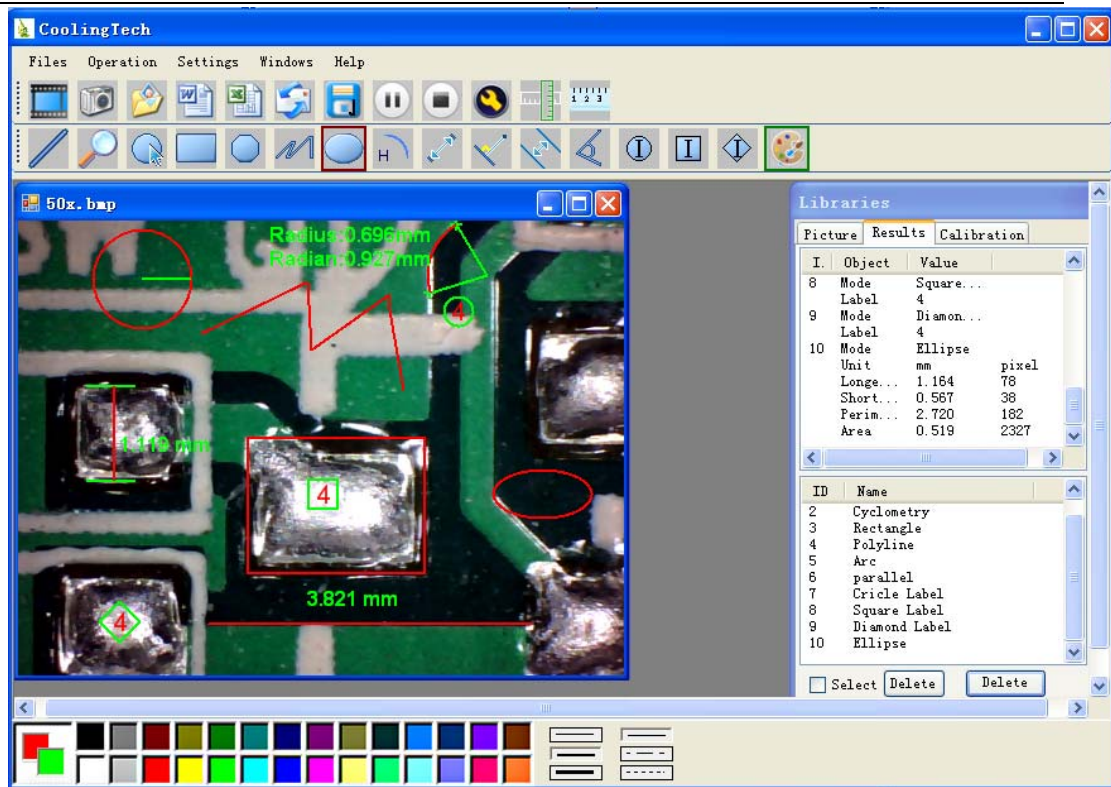 CoolingTech
Files Operation Settings Windows Help
1 2 3
H
I I I
50x.bmp
Radius:0.696mm
Radian:0.927mm
4
1.119 mm
4
3.821 mm
4
Libraries
Picture Results Calibration
I. Object Value
8 Mode Square...
Label 4
9 Mode Diamon...
Label 4
10 Mode Ellipse
Unit mm pixel
Longe... 1.164 78
Short... 0.567 38
Perim... 2.720 182
Area 0.519 2327
ID Name
2 Cyclometry
3 Rectangle
4 Polyline
5 Arc
6 parallel
7 Cricle Label
8 Square Label
9 Diamond Label
10 Ellipse
Select Delete Delete